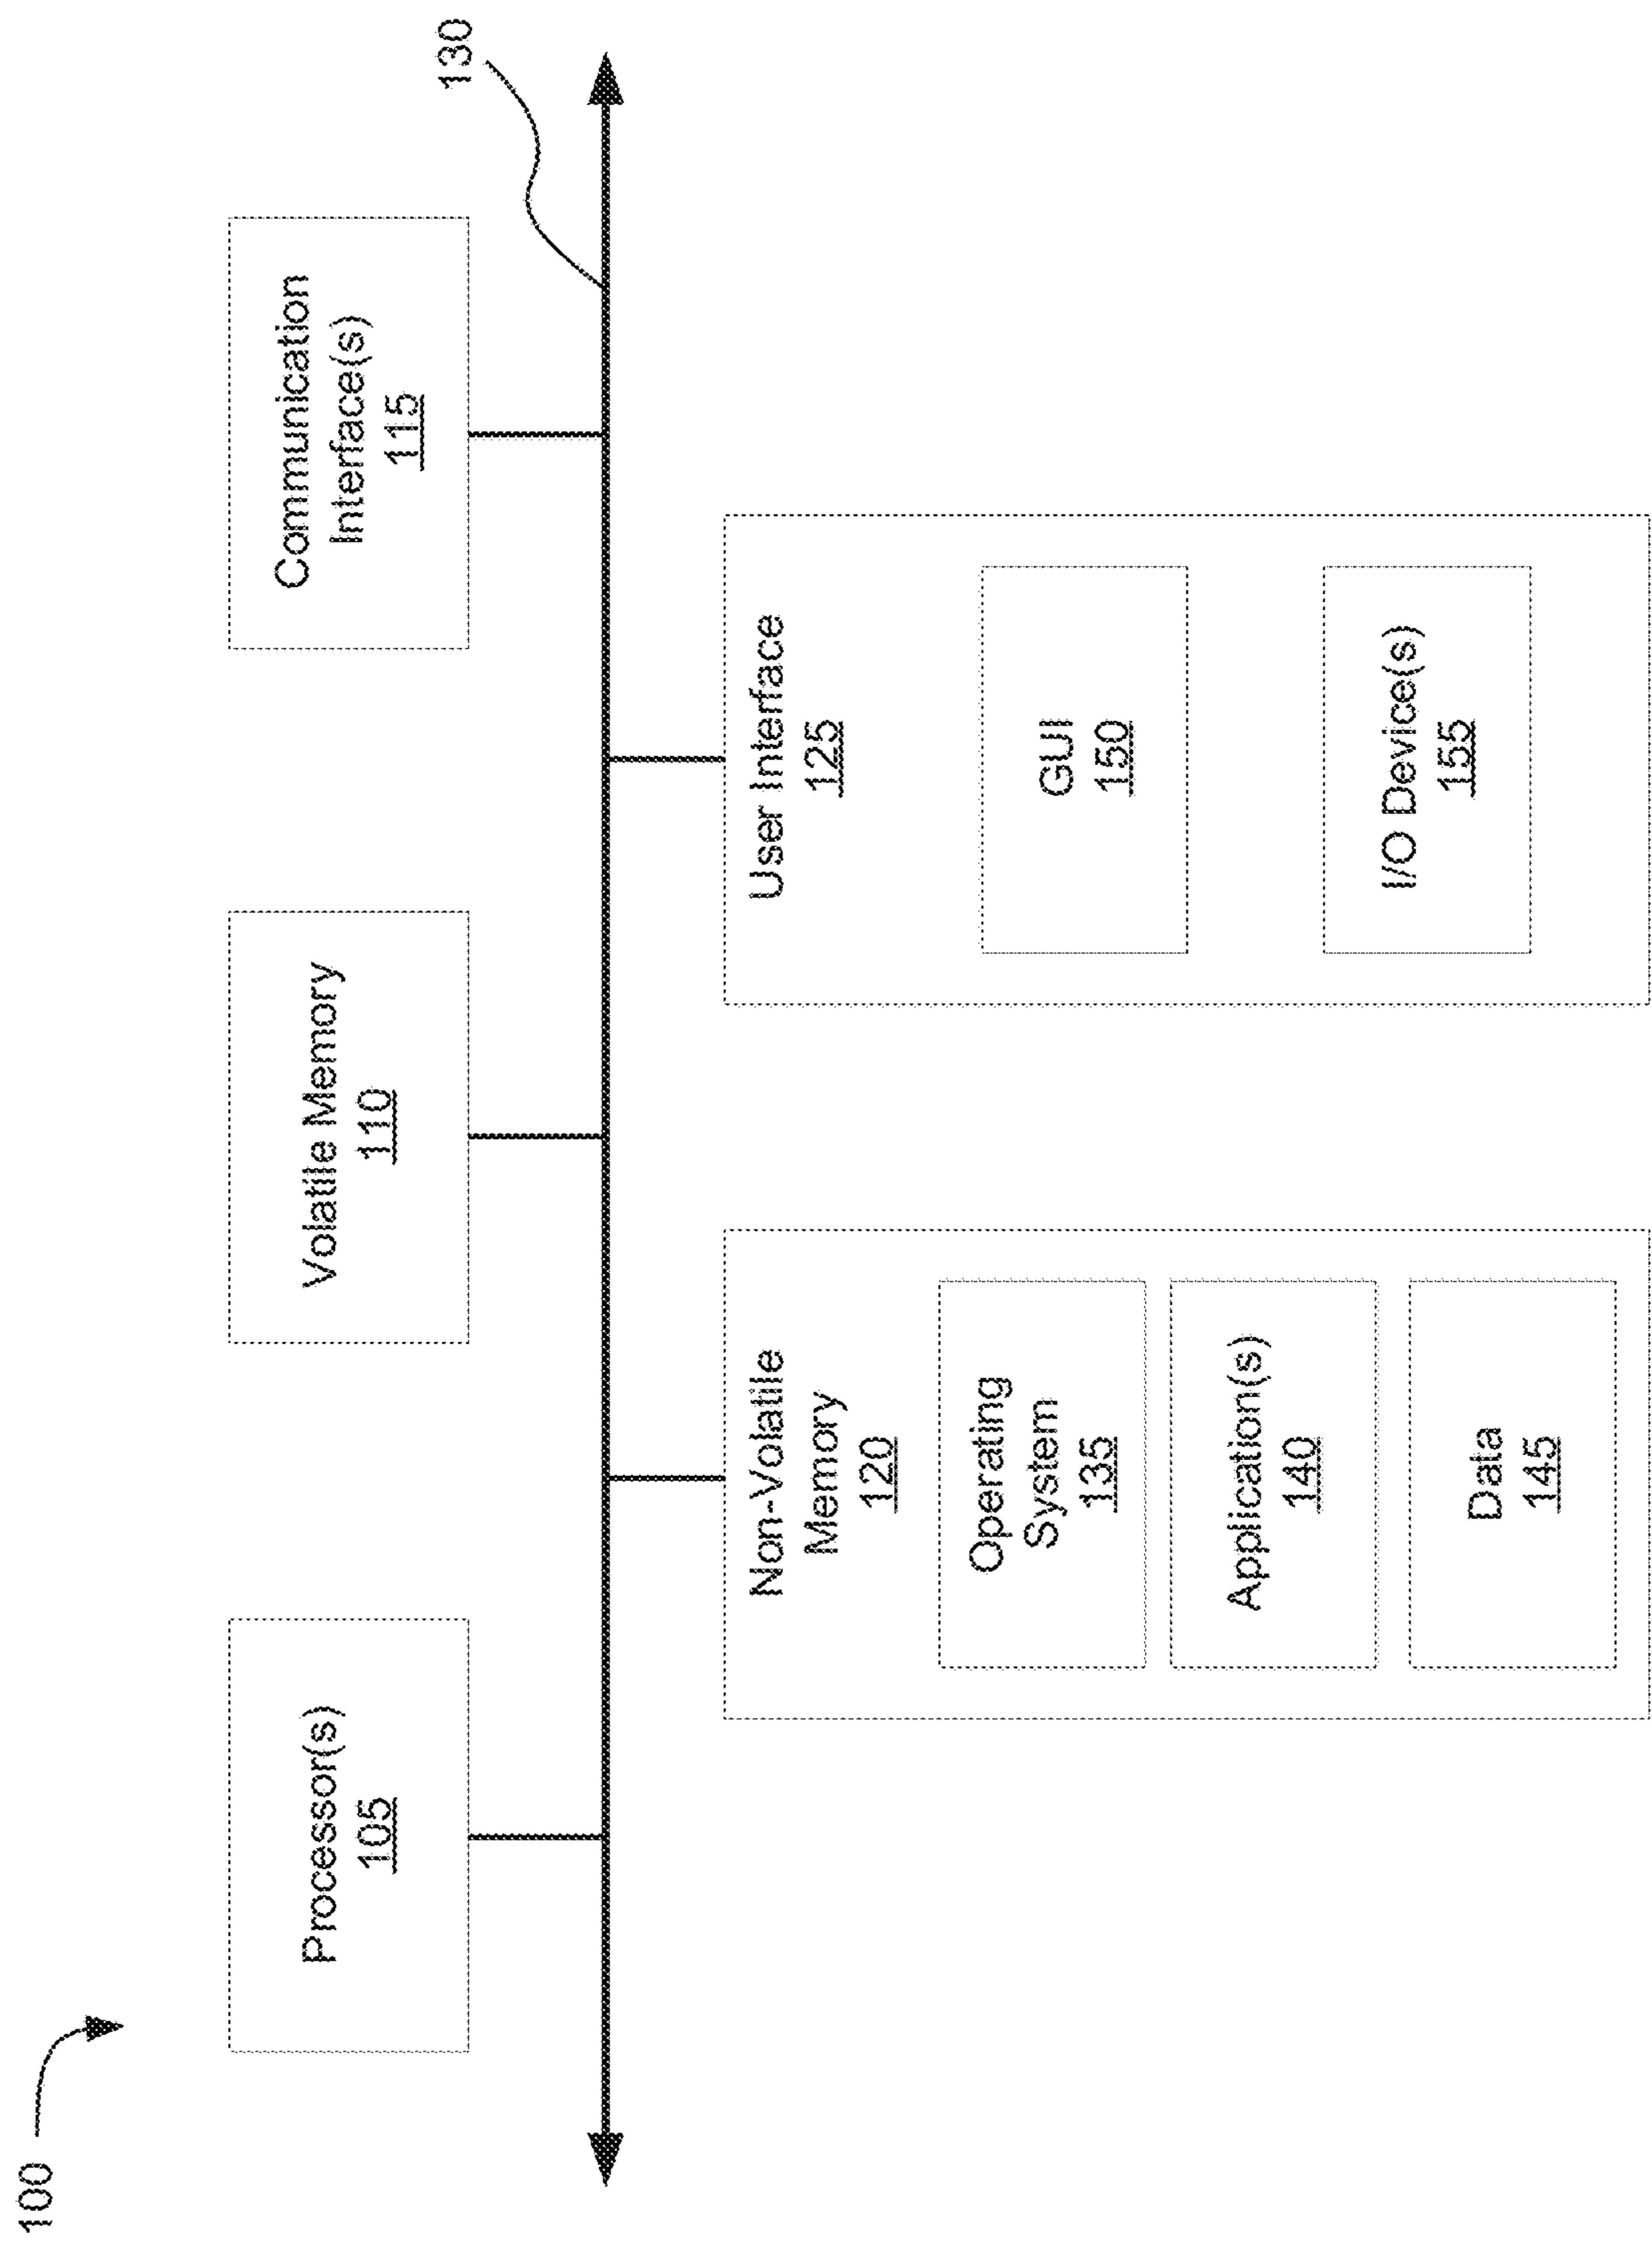 100
Processor(s)
105
Volatile Memory
110
Communication
Interface(s)
115
130
Non-Volatile
Memory
120
Operating
System
135
Application(s)
140
Data
145
User Interface
125
GUI
150
I/O Device(s)
155